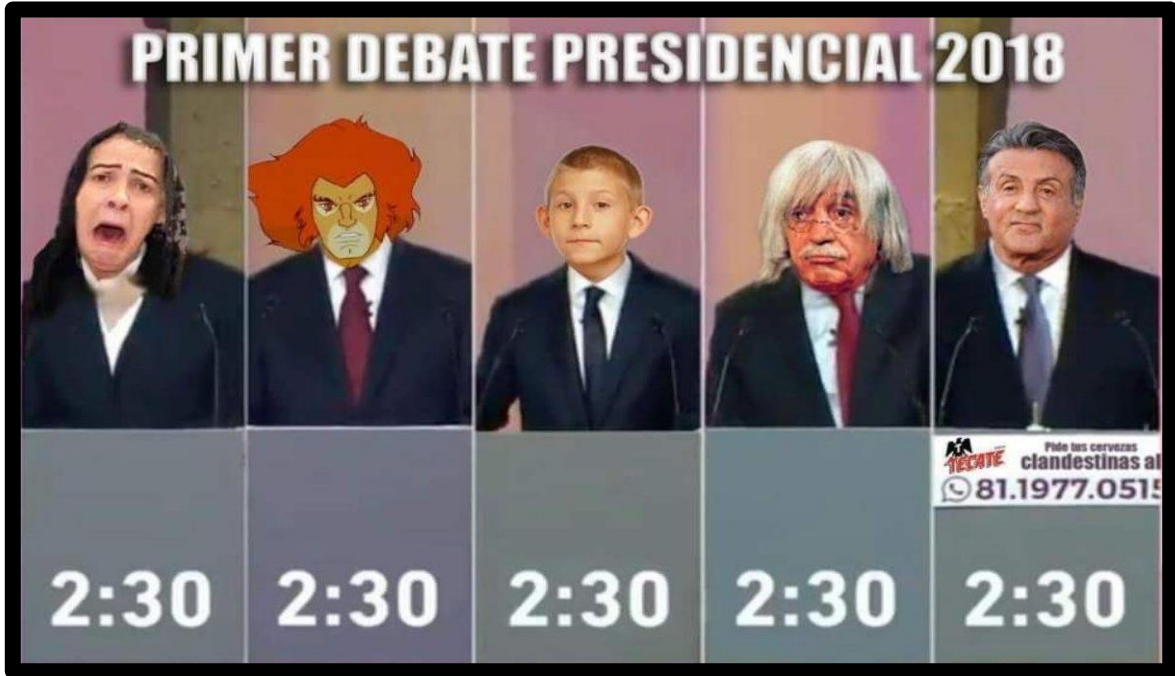 PRIMER DEBATE PRESIDENCIAL 2018
TECATE
Pide tus cervezas
clandestinas al
81.1977.0515
2:30 2:30 2:30 2:30 2:30